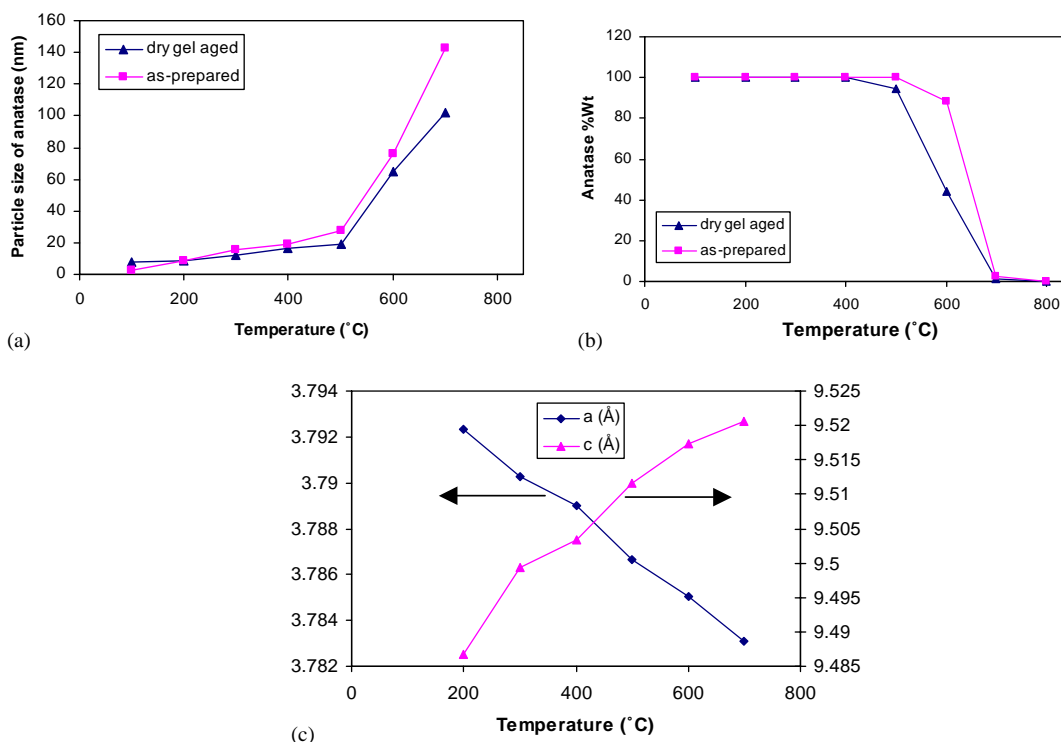 160
140
120
100
80
60
40
20
0
Particle size of anatase (nm)
dry gel aged
as-prepared
0 200 400 600 800
Temperature (˚C)
(a)
120
100
80
60
40
20
0
Anatase %Wt
dry gel aged
as-prepared
0 200 400 600 800
Temperature (˚C)
(b)
3.794
3.792
3.79
3.788
3.786
3.784
3.782
a (Å)
c (Å)
9.525
9.52
9.515
9.51
9.505
9.5
9.495
9.49
9.485
0 200 400 600 800
Temperature (˚C)
(c)